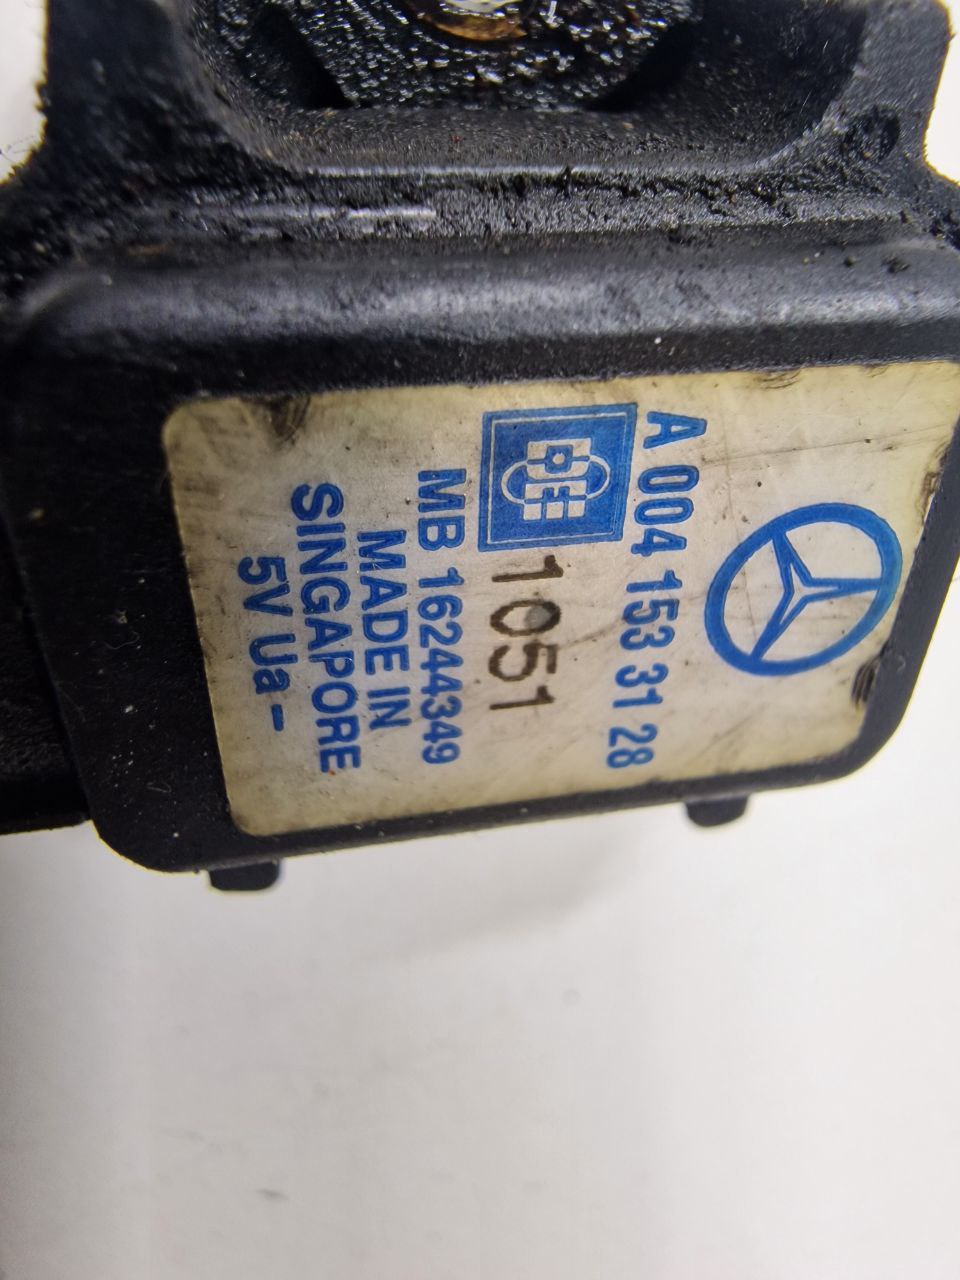 A 004 153 31 28
1051
MB 16244349
MADE IN
SINGAPORE
5V Ua -